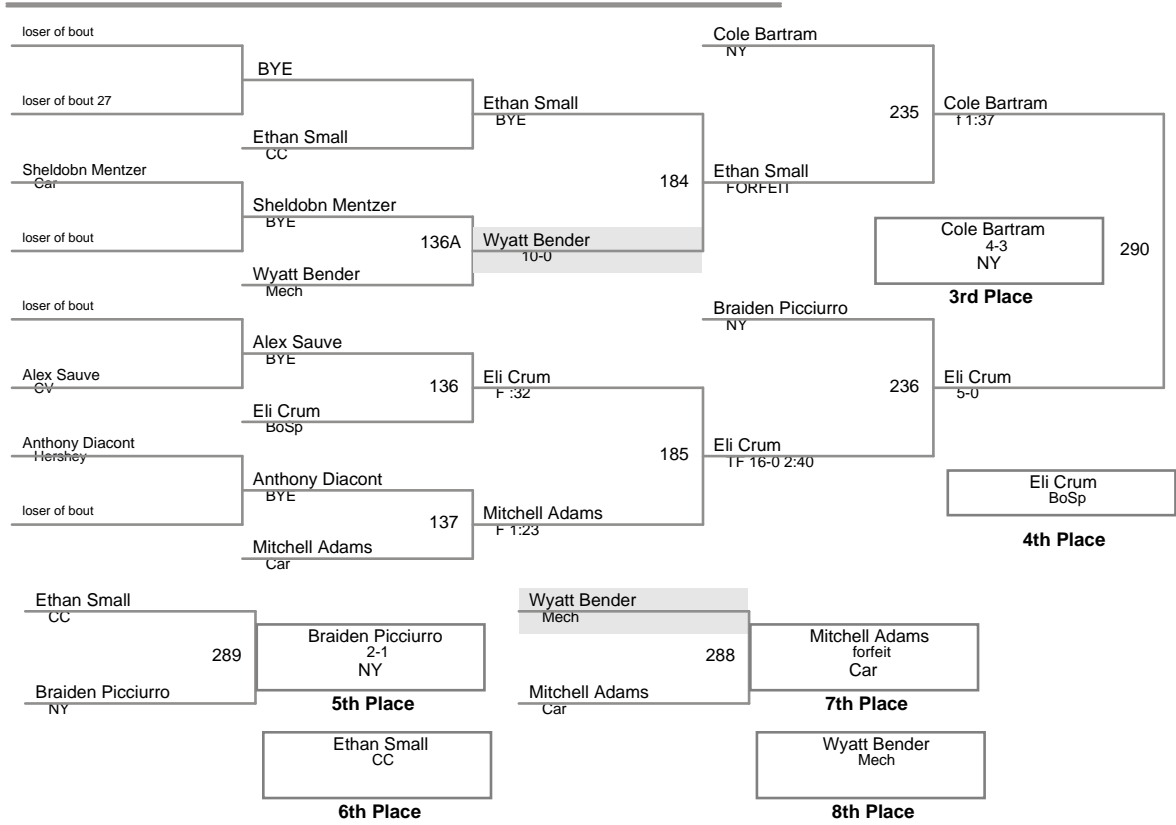 loser of bout
BYE
loser of bout 27
Ethan Small
CC
Ethan Small
BYE
Sheldobn Mentzer
Car
Sheldobn Mentzer
BYE
loser of bout
136A
Wyatt Bender
Mech
Wyatt Bender
10-0
184
loser of bout
Alex Sauve
BYE
Alex Sauve
CV
136
Eli Crum
BoSp
Eli Crum
F :32
Anthony Diacont
Hershey
Anthony Diacont
BYE
loser of bout
137
Mitchell Adams
Car
Mitchell Adams
F 1:23
185
Cole Bartram
NY
235
Ethan Small
FORFEIT
Cole Bartram
f 1:37
Braiden Picciurro
NY
236
Eli Crum
TF 16-0 2:40
Eli Crum
5-0
290
Cole Bartram
4-3
NY
3rd Place
Eli Crum
BoSp
4th Place
Ethan Small
CC
289
Braiden Picciurro
NY
Braiden Picciurro
2-1
NY
5th Place
Ethan Small
CC
6th Place
Wyatt Bender
Mech
288
Mitchell Adams
Car
Mitchell Adams
forfeit
Car
7th Place
Wyatt Bender
Mech
8th Place